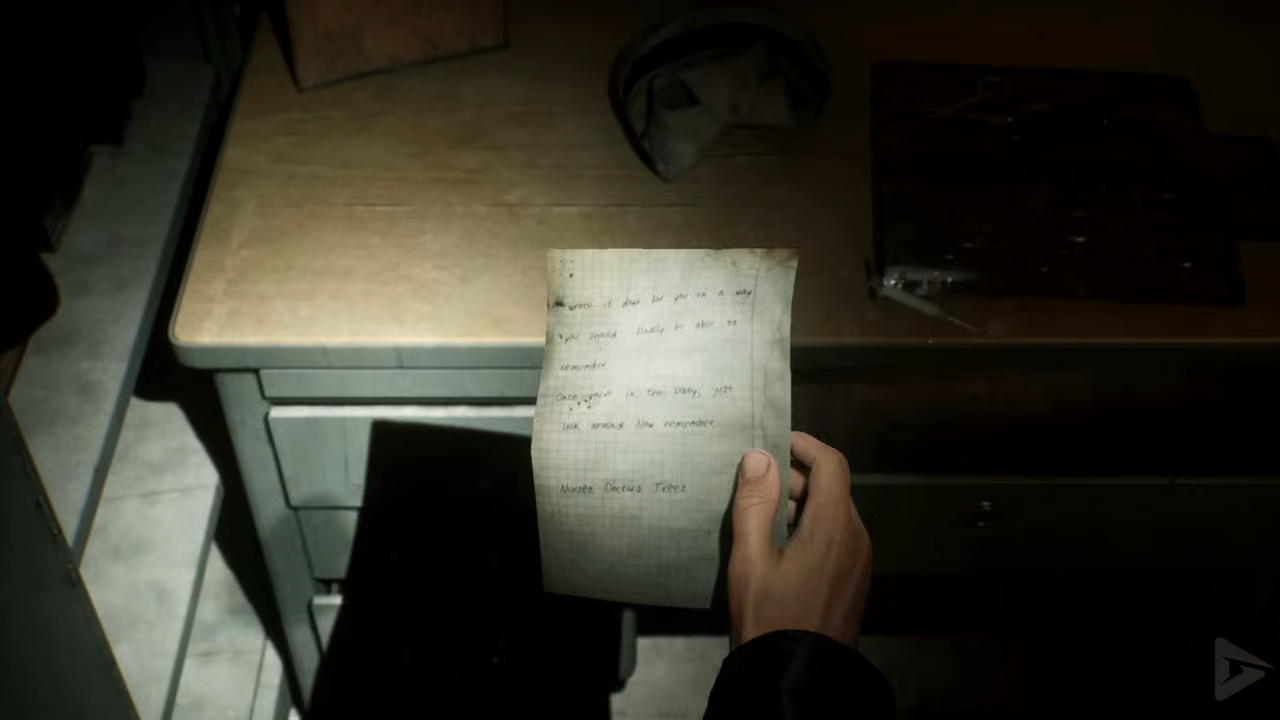 I wrote it down for you in a way
you should finally be able to
remember.
Once you're in the lobby, just
look around. Now remember.
Nurses Doctors Trees